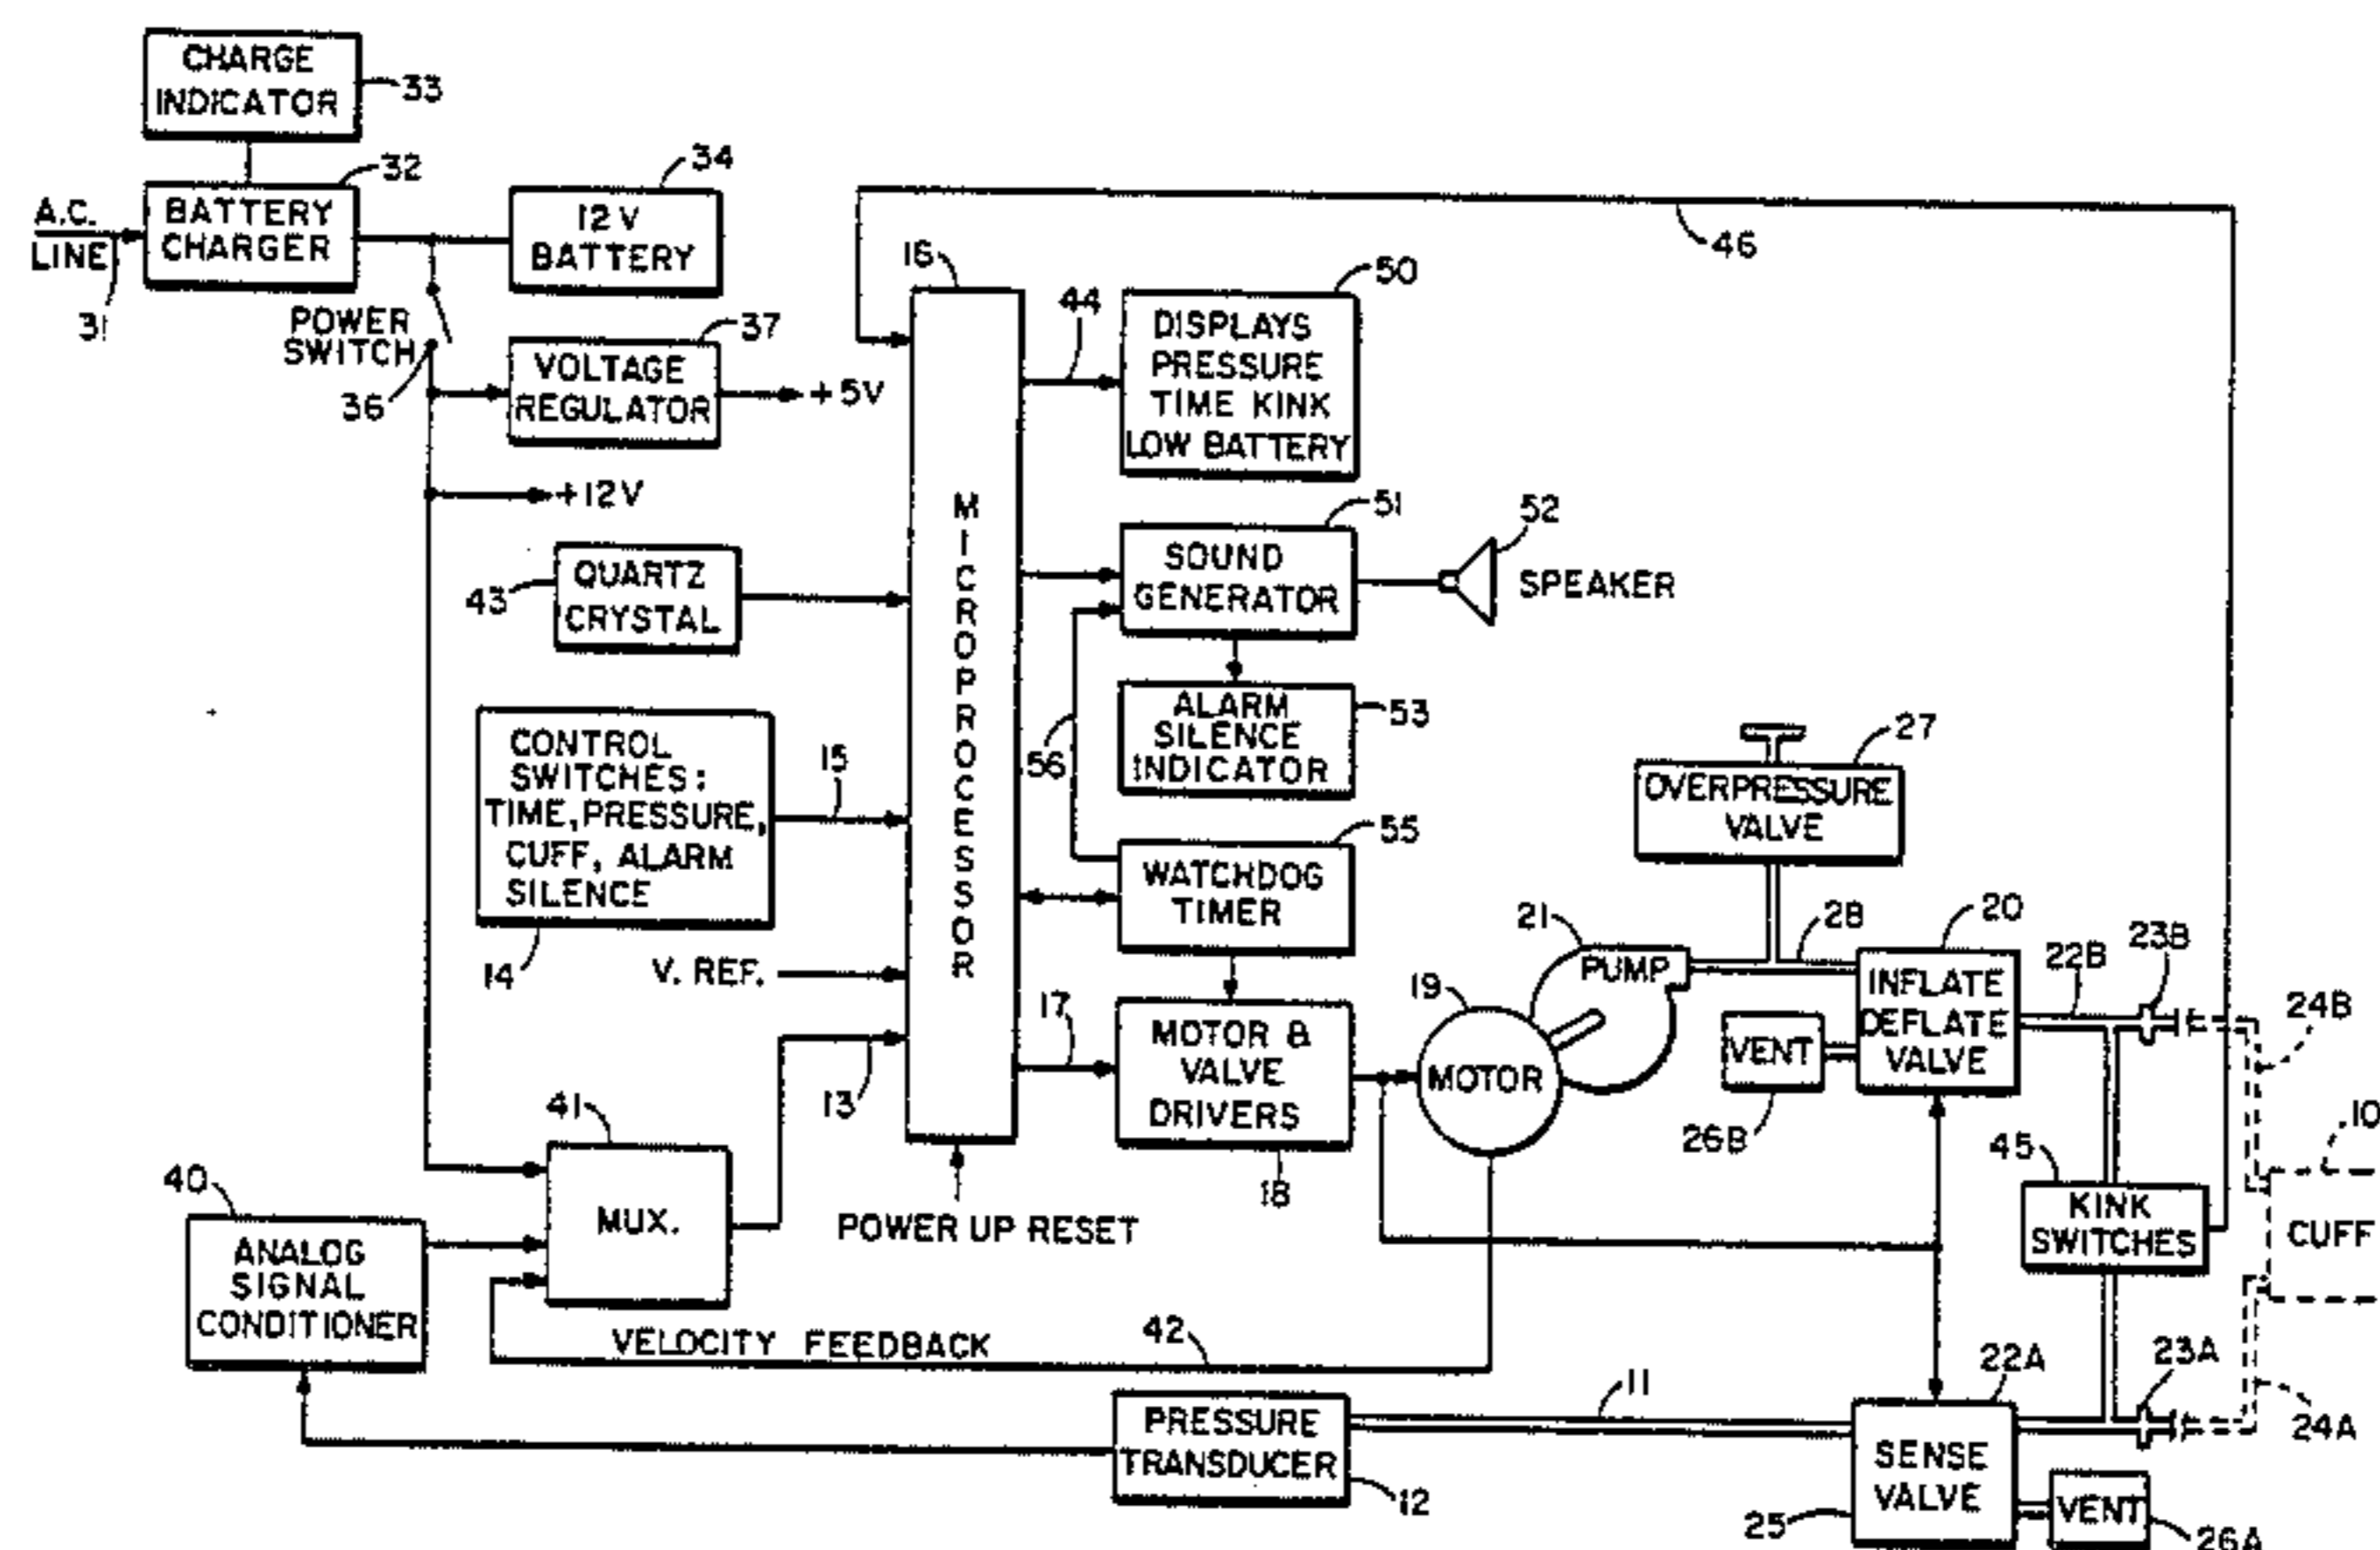 CHARGE
INDICATOR
33
A.C.
LINE
31
BATTERY
CHARGER
32
12V
BATTERY
34
POWER
SWITCH
36
VOLTAGE
REGULATOR
37
+5V
+12V
QUARTZ
CRYSTAL
43
CONTROL
SWITCHES:
TIME, PRESSURE,
CUFF, ALARM
SILENCE
14
15
V. REF.
13
MUX.
41
ANALOG
SIGNAL
CONDITIONER
40
VELOCITY FEEDBACK
42
POWER UP RESET
MICROPROCESSOR
16
46
44
DISPLAYS
PRESSURE
TIME KINK
LOW BATTERY
50
SOUND
GENERATOR
51
52
SPEAKER
ALARM
SILENCE
INDICATOR
53
56
WATCHDOG
TIMER
55
17
MOTOR &
VALVE
DRIVERS
18
19
MOTOR
21
PUMP
OVERPRESSURE
VALVE
27
28
INFLATE
DEFLATE
VALVE
20
VENT
26B
22B
23B
24B
10
CUFF
45
KINK
SWITCHES
PRESSURE
TRANSDUCER
12
11
22A
23A
24A
SENSE
VALVE
25
VENT
26A